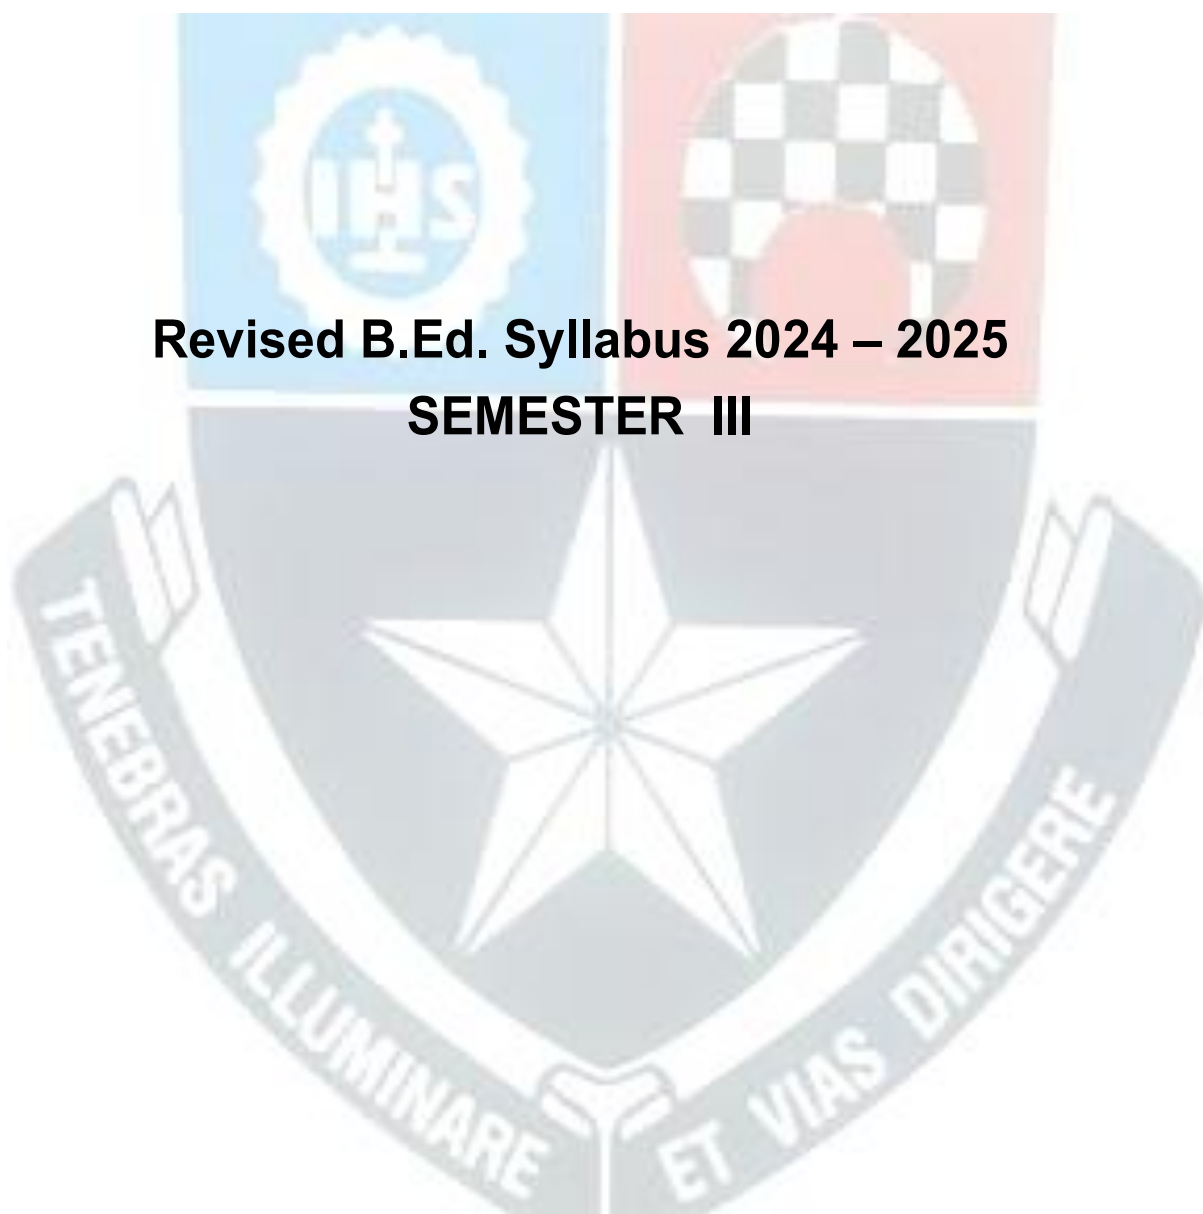 IHS
Revised B.Ed. Syllabus 2024 – 2025
SEMESTER III
TENEBRAS ILLUMINARE
ET VIAS DIRIGERE